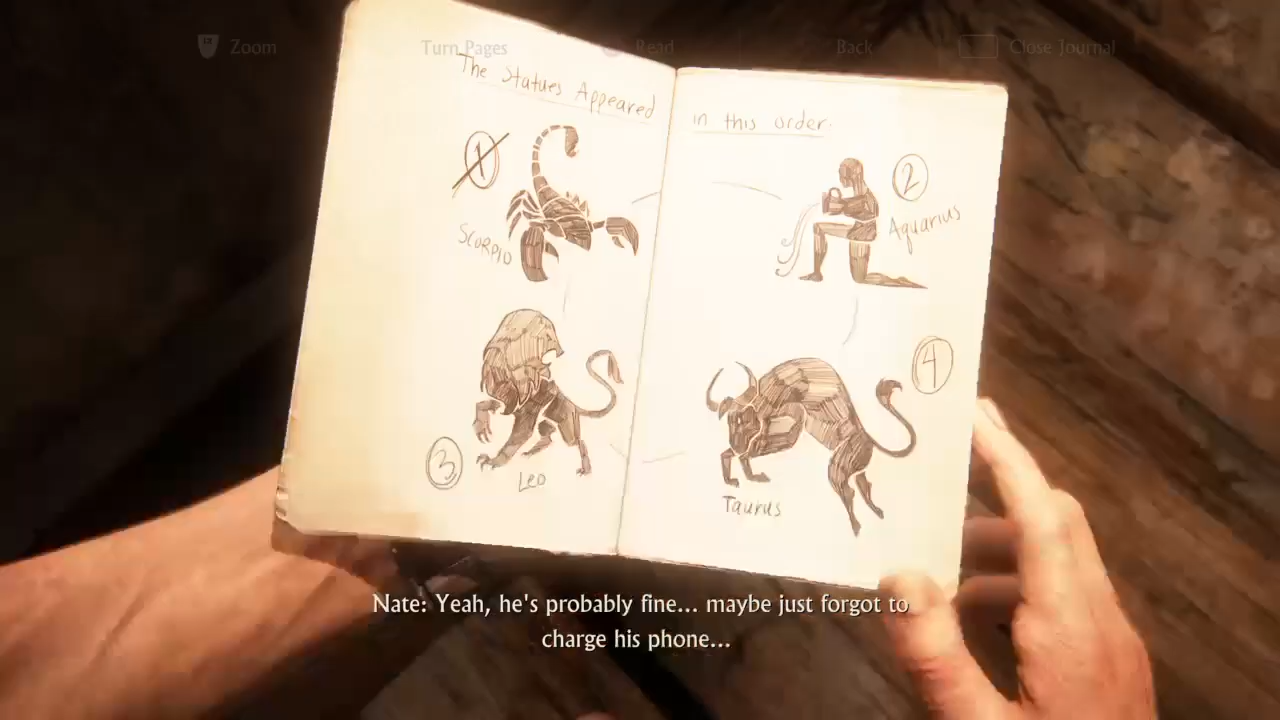 Zoom Turn Pages Read Back Close Journal
The Statues Appeared in this order.
1 2
Scorpio Aquarius
3 4
Leo Taurus
Nate: Yeah, he's probably fine... maybe just forgot to
charge his phone...